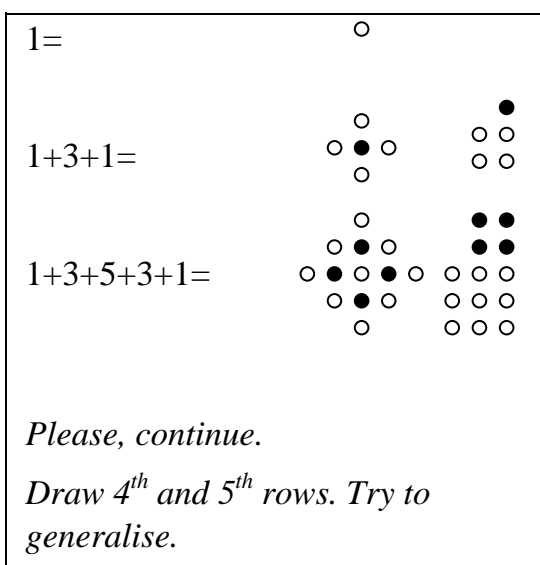 1=
1+3+1=
1+3+5+3+1=
Please, continue.
Draw 4th and 5th rows. Try to
generalise.